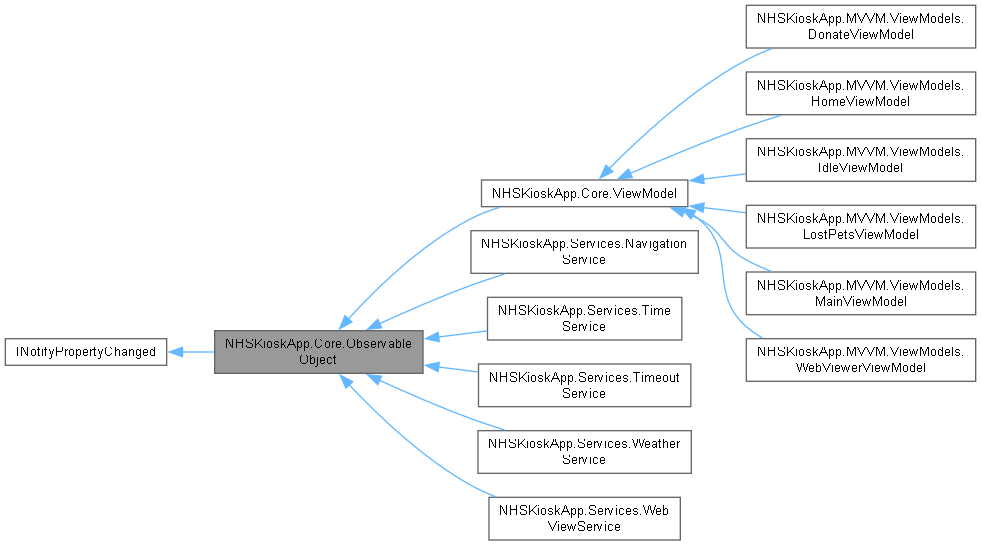 NHSKioskApp.MVVM.ViewModels.
DonateViewModel
NHSKioskApp.MVVM.ViewModels.
HomeViewModel
NHSKioskApp.MVVM.ViewModels.
IdleViewModel
NHSKioskApp.Core.ViewModel
NHSKioskApp.MVVM.ViewModels.
LostPetsViewModel
NHSKioskApp.Services.Navigation
Service
NHSKioskApp.MVVM.ViewModels.
MainViewModel
NHSKioskApp.Services.Time
Service
INotifyPropertyChanged
NHSKioskApp.Core.Observable
Object
NHSKioskApp.MVVM.ViewModels.
WebViewerViewModel
NHSKioskApp.Services.Timeout
Service
NHSKioskApp.Services.Weather
Service
NHSKioskApp.Services.Web
ViewService